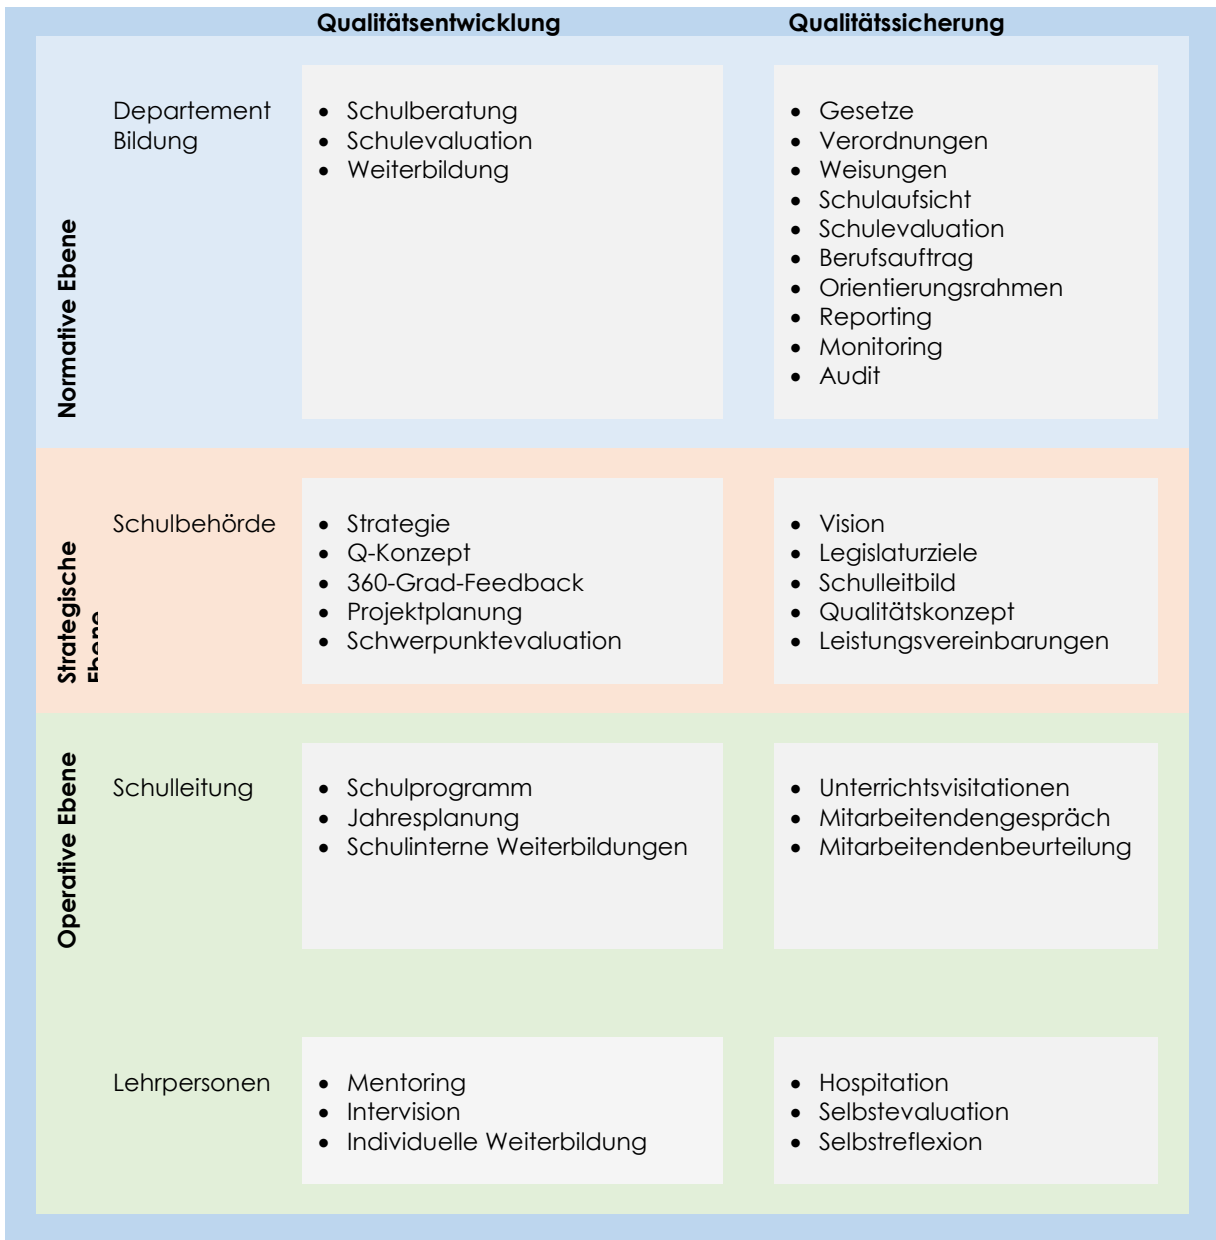 Qualitätsentwicklung Qualitätssicherung
Normative Ebene
Departement
Bildung
• Schulberatung
• Schulevaluation
• Weiterbildung
• Gesetze
• Verordnungen
• Weisungen
• Schulaufsicht
• Schulevaluation
• Berufsauftrag
• Orientierungsrahmen
• Reporting
• Monitoring
• Audit
Strategische
Ebene
Schulbehörde
• Strategie
• Q-Konzept
• 360-Grad-Feedback
• Projektplanung
• Schwerpunktevaluation
• Vision
• Legislaturziele
• Schulleitbild
• Qualitätskonzept
• Leistungsvereinbarungen
Operative Ebene
Schulleitung
• Schulprogramm
• Jahresplanung
• Schulinterne Weiterbildungen
• Unterrichtsvisitationen
• Mitarbeitendengespräch
• Mitarbeitendenbeurteilung
Lehrpersonen
• Mentoring
• Intervision
• Individuelle Weiterbildung
• Hospitation
• Selbstevaluation
• Selbstreflexion